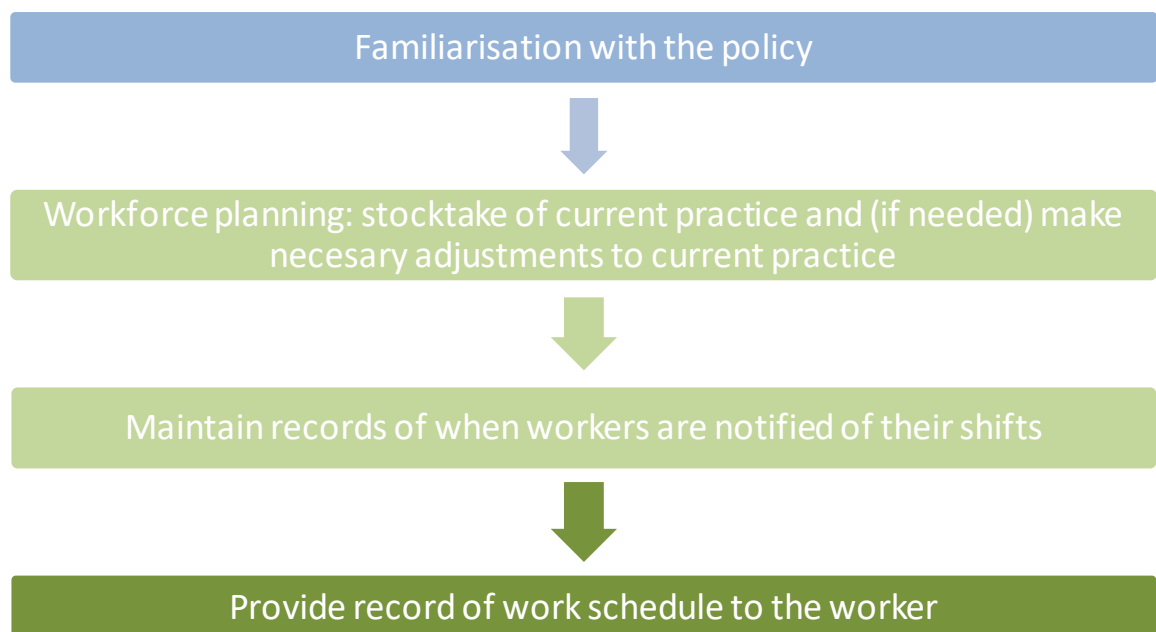 Familiarisation with the policy
Workforce planning: stocktake of current practice and (if needed) make
necesary adjustments to current practice
Maintain records of when workers are notified of their shifts
Provide record of work schedule to the worker